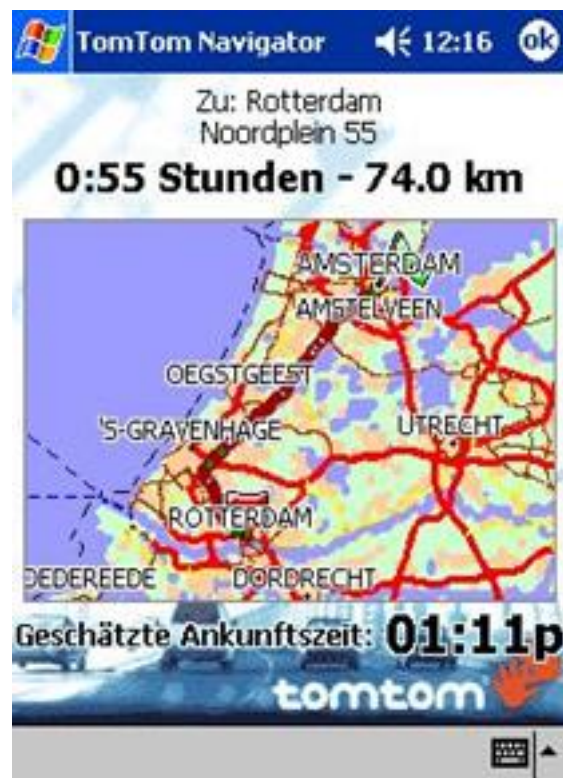 TomTom Navigator 12:16 ok
Zu: Rotterdam
Noordplein 55
0:55 Stunden - 74.0 km
AMSTERDAM
AMSTELVEEN
OEGSTGEEST
'S-GRAVENHAGE
UTRECHT
ROTTERDAM
DEDEREEDE
DORDRECHT
Geschätzte Ankunftszeit: 01:11p
tomtom